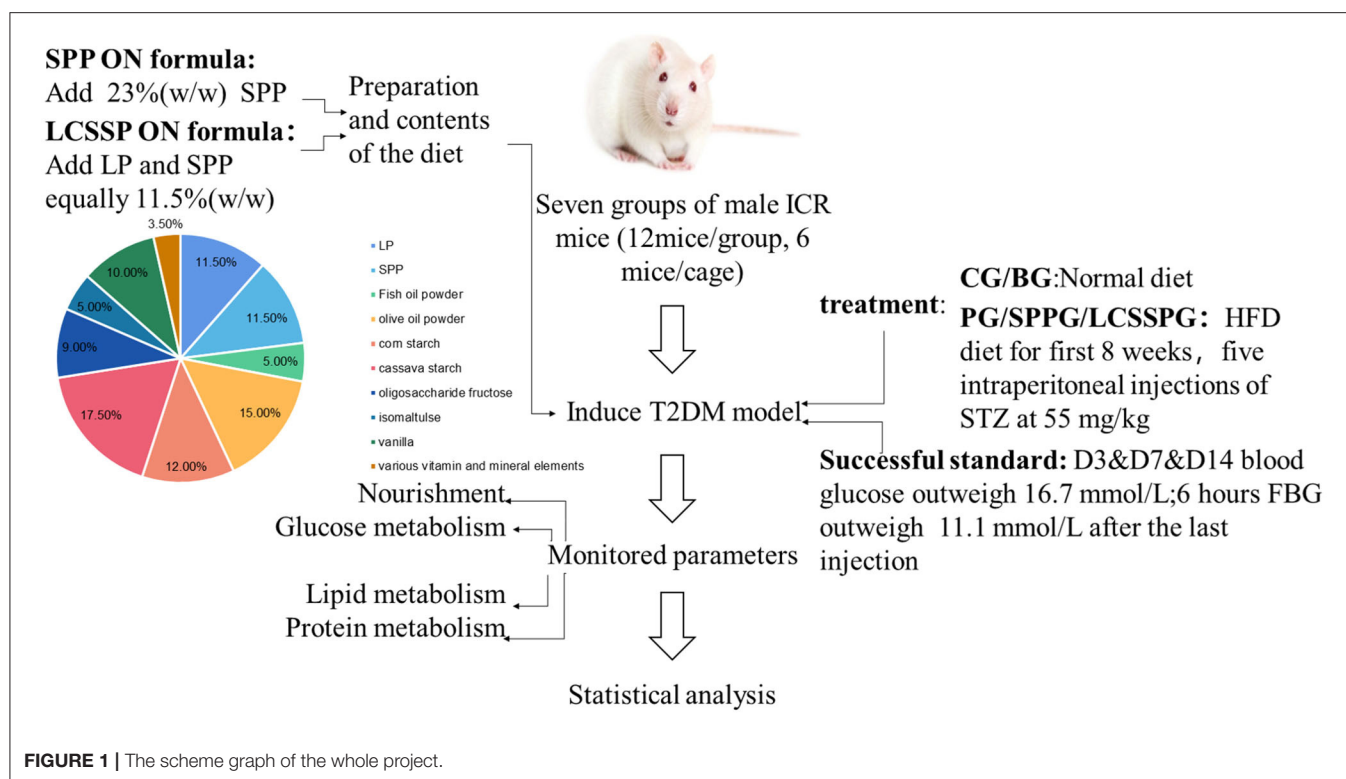 SPP ON formula:
Add 23%(w/w) SPP
LCSSP ON formula：
Add LP and SPP
equally 11.5%(w/w)
Preparation
and contents
of the diet
3.50%
11.50%
10.00%
5.00%
11.50%
9.00%
5.00%
17.50%
15.00%
12.00%
LP
SPP
Fish oil powder
olive oil powder
corn starch
cassava starch
oligosaccharide fructose
isomaltulse
vanilla
various vitamin and mineral elements
Seven groups of male ICR
mice (12mice/group, 6
mice/cage)
treatment:
CG/BG:Normal diet
PG/SPPG/LCSSPG： HFD
diet for first 8 weeks， five
intraperitoneal injections of
STZ at 55 mg/kg
Induce T2DM model
Successful standard: D3&D7&D14 blood
glucose outweigh 16.7 mmol/L;6 hours FBG
outweigh 11.1 mmol/L after the last
injection
Nourishment
Glucose metabolism
Monitored parameters
Lipid metabolism
Protein metabolism
Statistical analysis
FIGURE 1 | The scheme graph of the whole project.